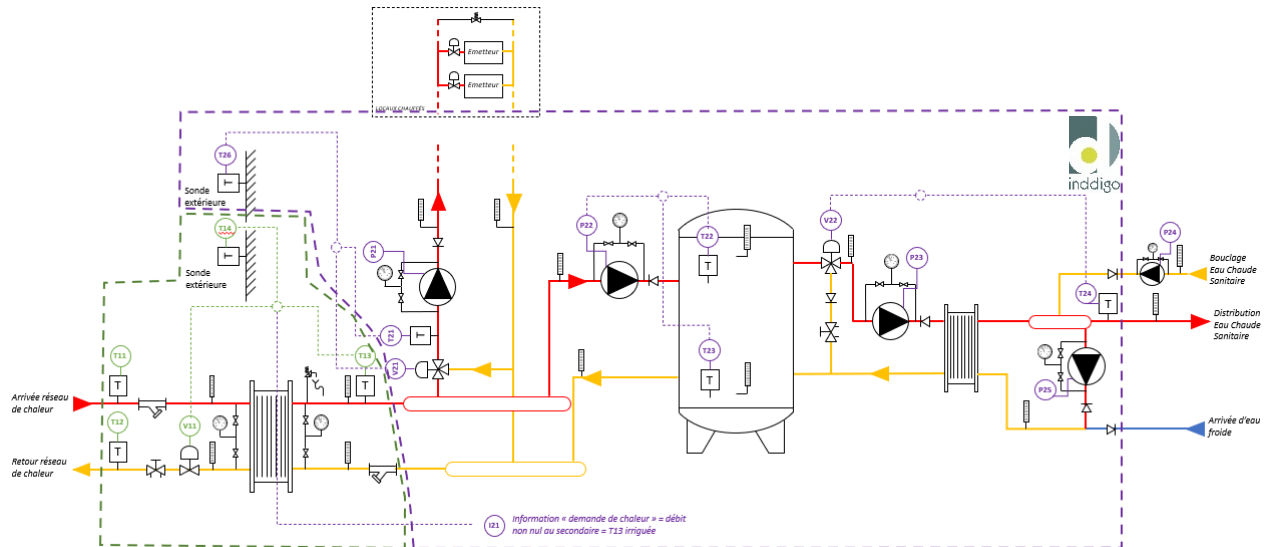 Emetteur
Emetteur
LOCAUX CHAUFFÉS
inddigo
T26
Sonde
extérieure
T14
Sonde
extérieure
P21
P22
T22
V22
P23
P24
Bouclage
Eau Chaude
Sanitaire
T24
Distribution
Eau Chaude
Sanitaire
T21
T23
T11
T13
V21
P25
Arrivée réseau
de chaleur
T12
V11
Arrivée d'eau
froide
Retour réseau
de chaleur
I21
Information « demande de chaleur » = débit
non nul au secondaire = T13 irriguée
T
T
T
T
T
T
T
T
T